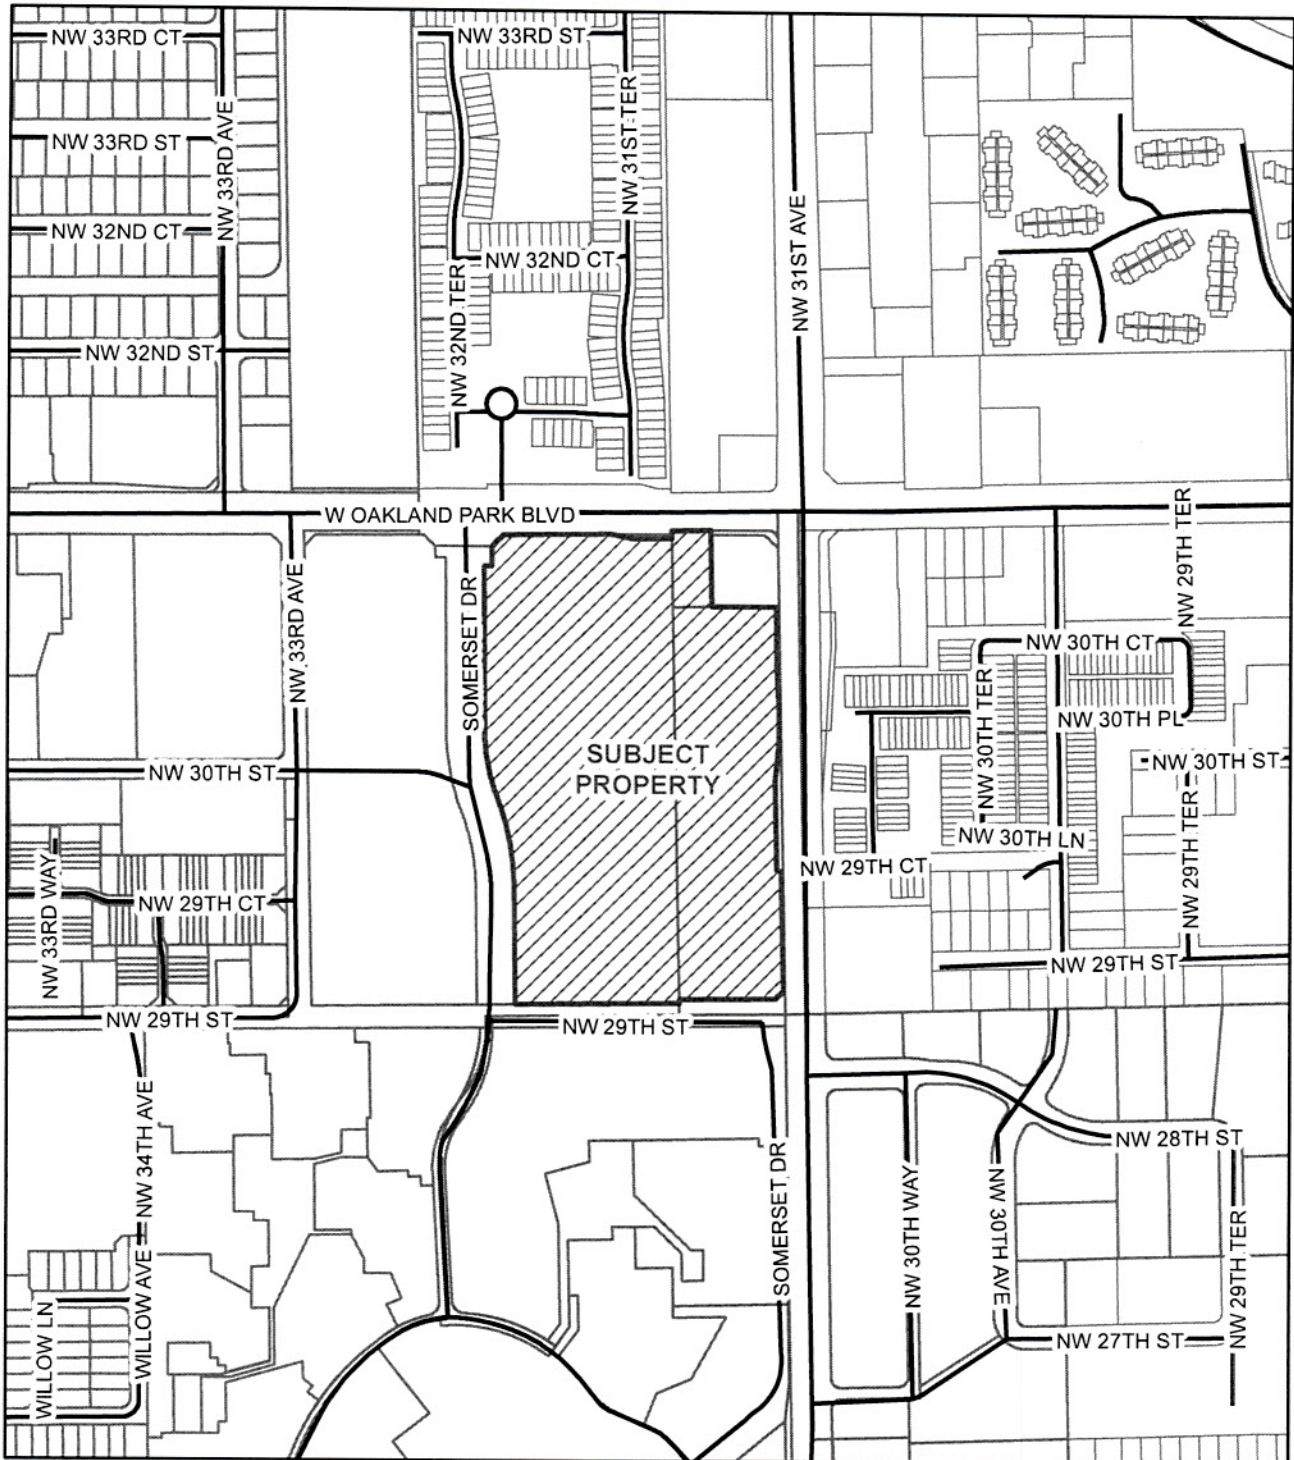 NW 33RD CT
NW 33RD ST
NW 33RD AVE
NW 31ST TER
NW 33RD ST
NW 31ST AVE
NW 32ND CT
NW 32ND CT
NW 32ND TER
NW 32ND ST
W OAKLAND PARK BLVD
NW 29TH TER
NW 33RD AVE
SOMERSET DR
NW 30TH CT
NW 30TH TER
NW 30TH PL
SUBJECT
PROPERTY
NW 30TH ST
NW 30TH ST
NW 29TH TER
NW 30TH LN
NW 29TH CT
NW 33RD WAY
NW 29TH CT
NW 29TH ST
NW 29TH ST
NW 29TH ST
NW 34TH AVE
NW 28TH ST
SOMERSET DR
NW 30TH WAY
NW 30TH AVE
NW 29TH TER
WILLOW AVE
WILLOW LN
NW 27TH ST